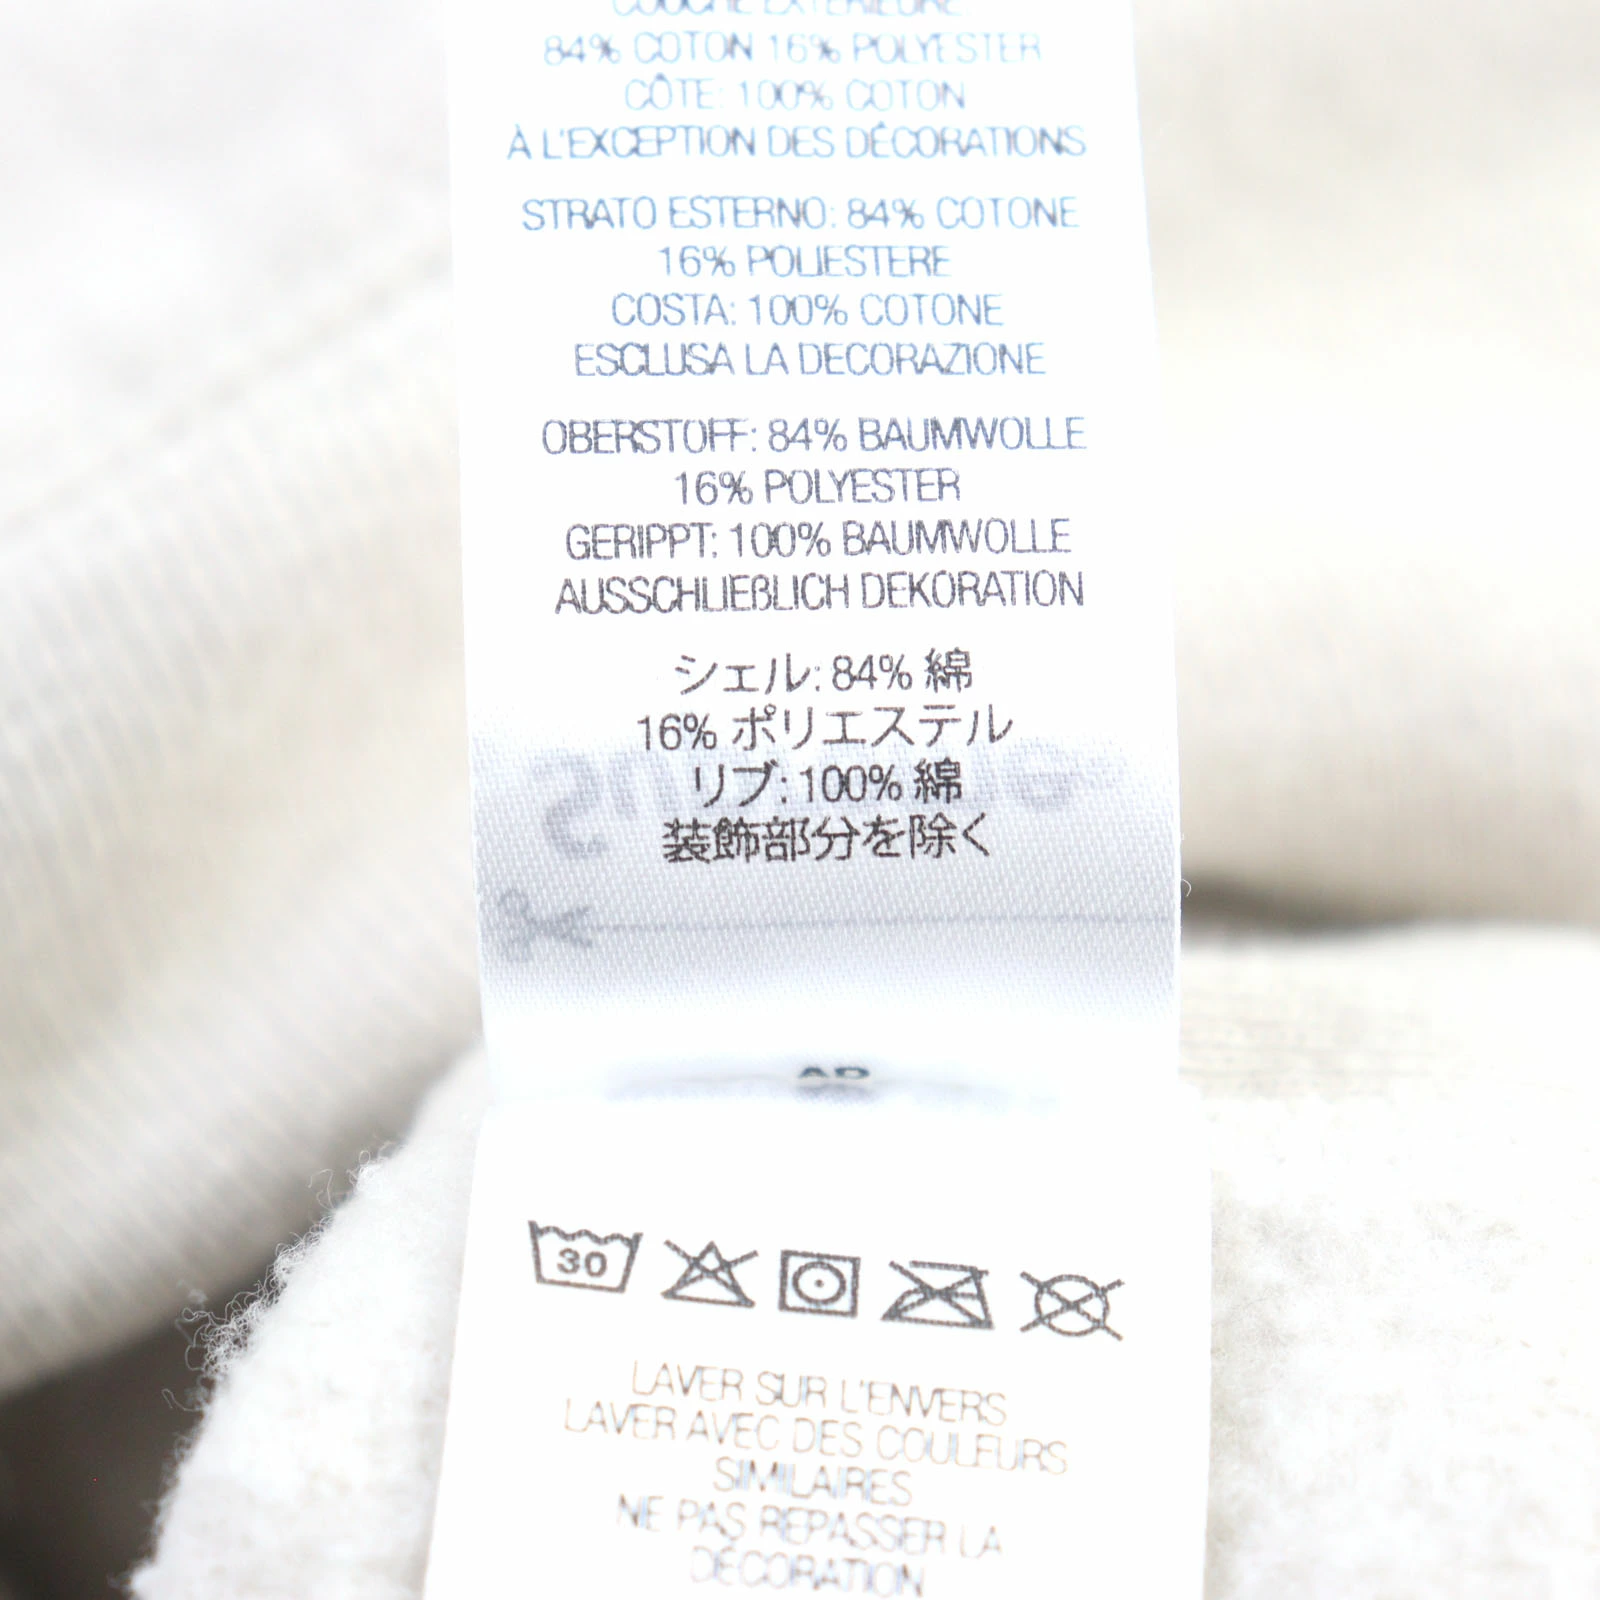 COUCHE EXTÉRIEURE:
84% COTON 16% POLYESTER
CÔTE: 100% COTON
À L'EXCEPTION DES DÉCORATIONS
STRATO ESTERNO: 84% COTONE
16% POLIESTERE
COSTA: 100% COTONE
ESCLUSA LA DECORAZIONE
OBERSTOFF: 84% BAUMWOLLE
16% POLYESTER
GERIPPT: 100% BAUMWOLLE
AUSSCHLIEßLICH DEKORATION
シェル: 84% 綿
16% ポリエステル
リブ: 100% 綿
装飾部分を除く
30
LAVER SUR L'ENVERS
LAVER AVEC DES COULEURS
SIMILAIRES
NE PAS REPASSER LA
DÉCORATION